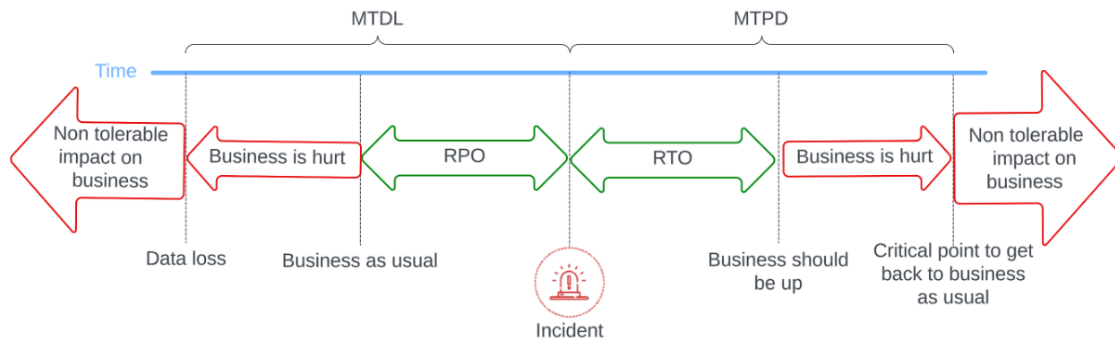 MTDL
MTPD
Time
Non tolerable
impact on
business
Business is hurt
RPO
RTO
Business is hurt
Non tolerable
impact on
business
Data loss
Business as usual
Incident
Business should
be up
Critical point to get
back to business
as usual